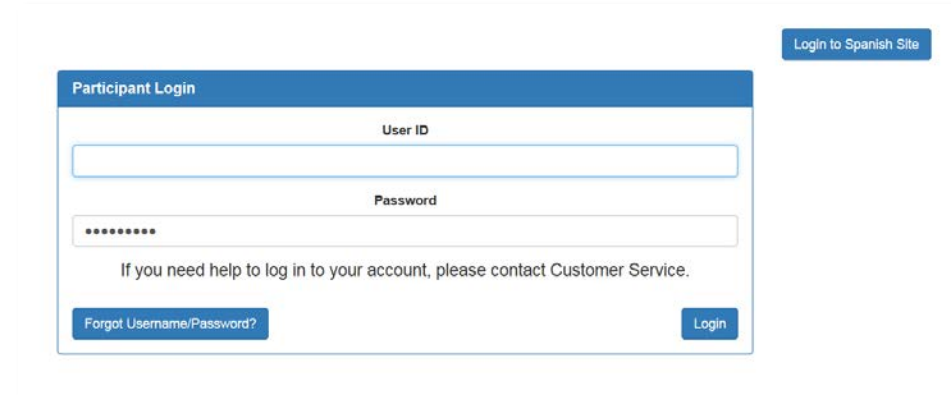 Login to Spanish Site
Participant Login
User ID
Password
•••••••••
If you need help to log in to your account, please contact Customer Service.
Forgot Username/Password?
Login